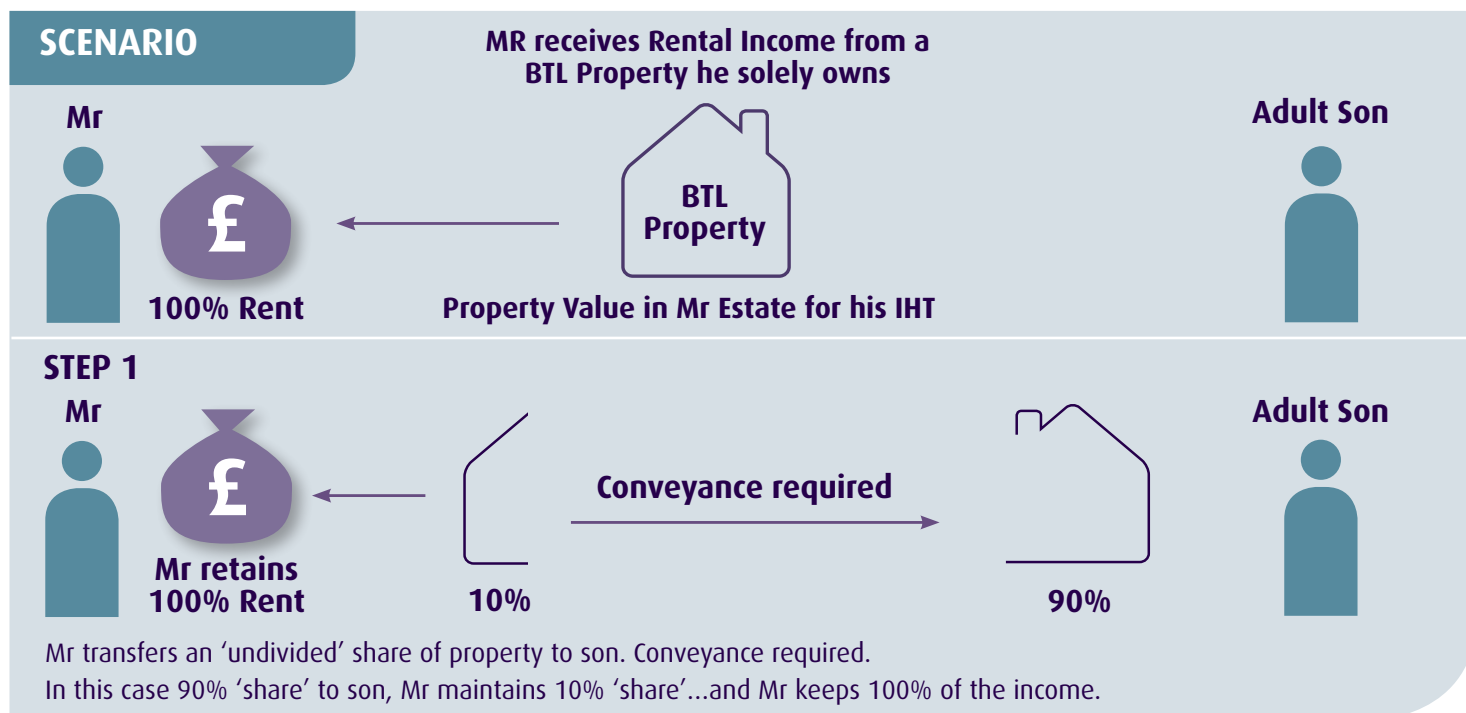 SCENARIO
MR receives Rental Income from a
BTL Property he solely owns
Mr
Adult Son
£
BTL
Property
100% Rent
Property Value in Mr Estate for his IHT
STEP 1
Mr
Adult Son
£
Conveyance required
Mr retains
100% Rent
10%
90%
Mr transfers an ‘undivided’ share of property to son. Conveyance required.
In this case 90% ‘share’ to son, Mr maintains 10% ‘share’...and Mr keeps 100% of the income.